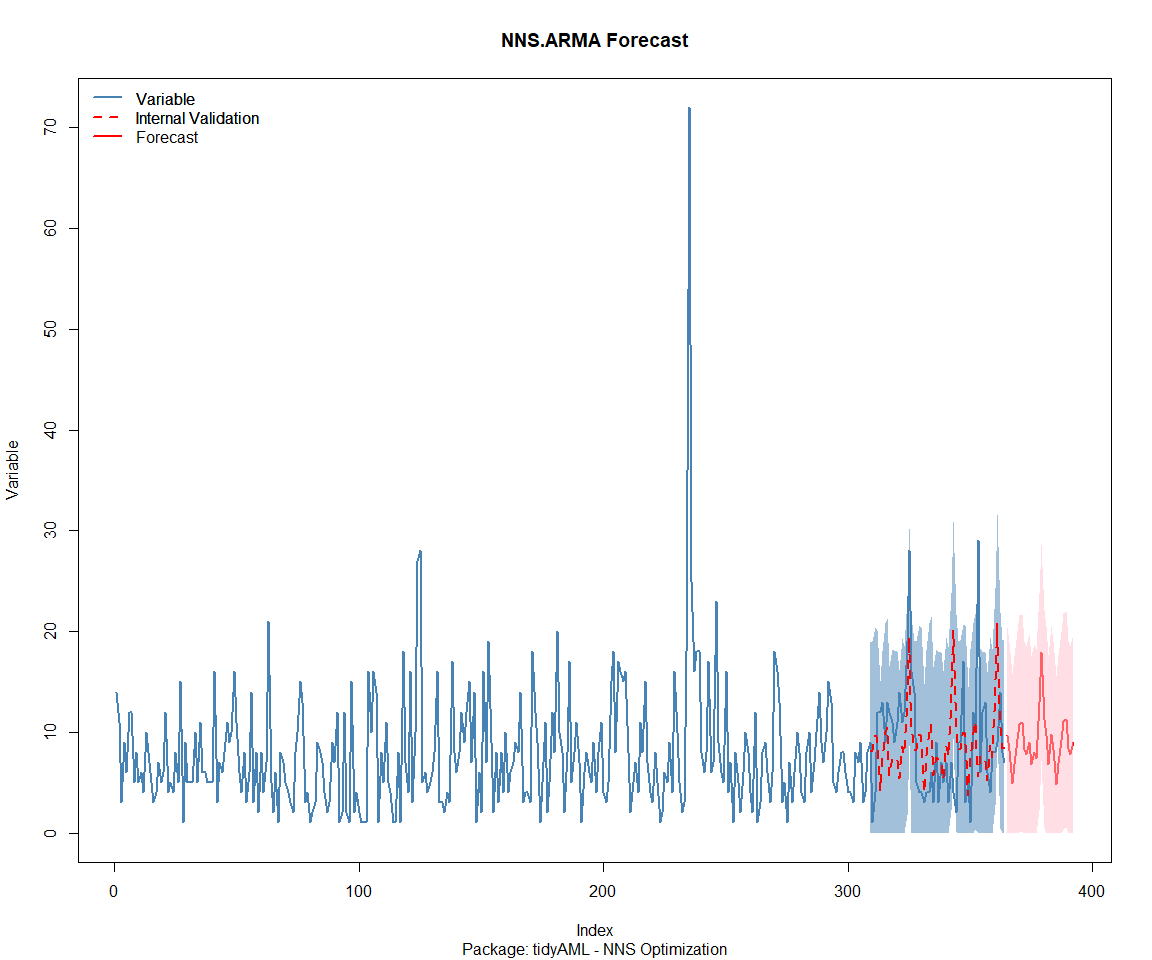 NNS.ARMA Forecast
Variable
Internal Validation
Forecast
70
60
50
40
30
20
10
0
Variable
0 100 200 300 400
Index
Package: tidyAML - NNS Optimization